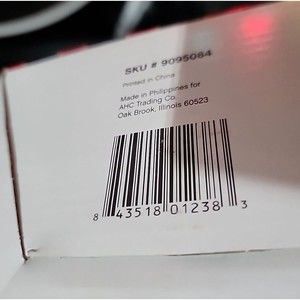 SKU # 9095084
Printed in China
Made in Philippines for
AHC Trading Co
Oak Brook, Illinois 60523
8 43518 01238 3